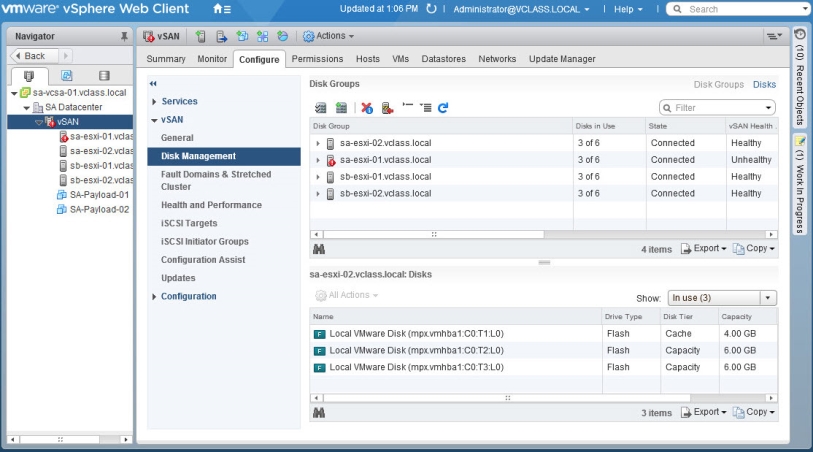 vmware® vSphere Web Client
Updated at 1:06 PM | Administrator@VCLASS.LOCAL | Help | Search
Navigator
Back
sa-vcsa-01.vclass.local
SA Datacenter
vSAN
sa-esxi-01.vclas
sa-esxi-02.vclas
sb-esxi-01.vclas
sb-esxi-02.vclas
SA-Payload-01
SA-Payload-02
vSAN Actions
Summary Monitor Configure Permissions Hosts VMs Datastores Networks Update Manager
Services
vSAN
General
Disk Management
Fault Domains & Stretched
Cluster
Health and Performance
iSCSI Targets
iSCSI Initiator Groups
Configuration Assist
Updates
Configuration
Disk Groups
Disk Groups Disks
Filter
Disk Group Disks in Use State vSAN Health
sa-esxi-02.vclass.local 3 of 6 Connected Healthy
sa-esxi-01.vclass.local 3 of 6 Connected Unhealthy
sb-esxi-01.vclass.local 3 of 6 Connected Healthy
sb-esxi-02.vclass.local 3 of 6 Connected Healthy
4 items Export Copy
sa-esxi-02.vclass.local: Disks
All Actions
Show: In use (3)
Name Drive Type Disk Tier Capacity
F Local VMware Disk (mpx.vmhba1:C0:T1:L0) Flash Cache 4.00 GB
F Local VMware Disk (mpx.vmhba1:C0:T2:L0) Flash Capacity 6.00 GB
F Local VMware Disk (mpx.vmhba1:C0:T3:L0) Flash Capacity 6.00 GB
3 items Export Copy
(10) Recent Objects
(1) Work In Progress